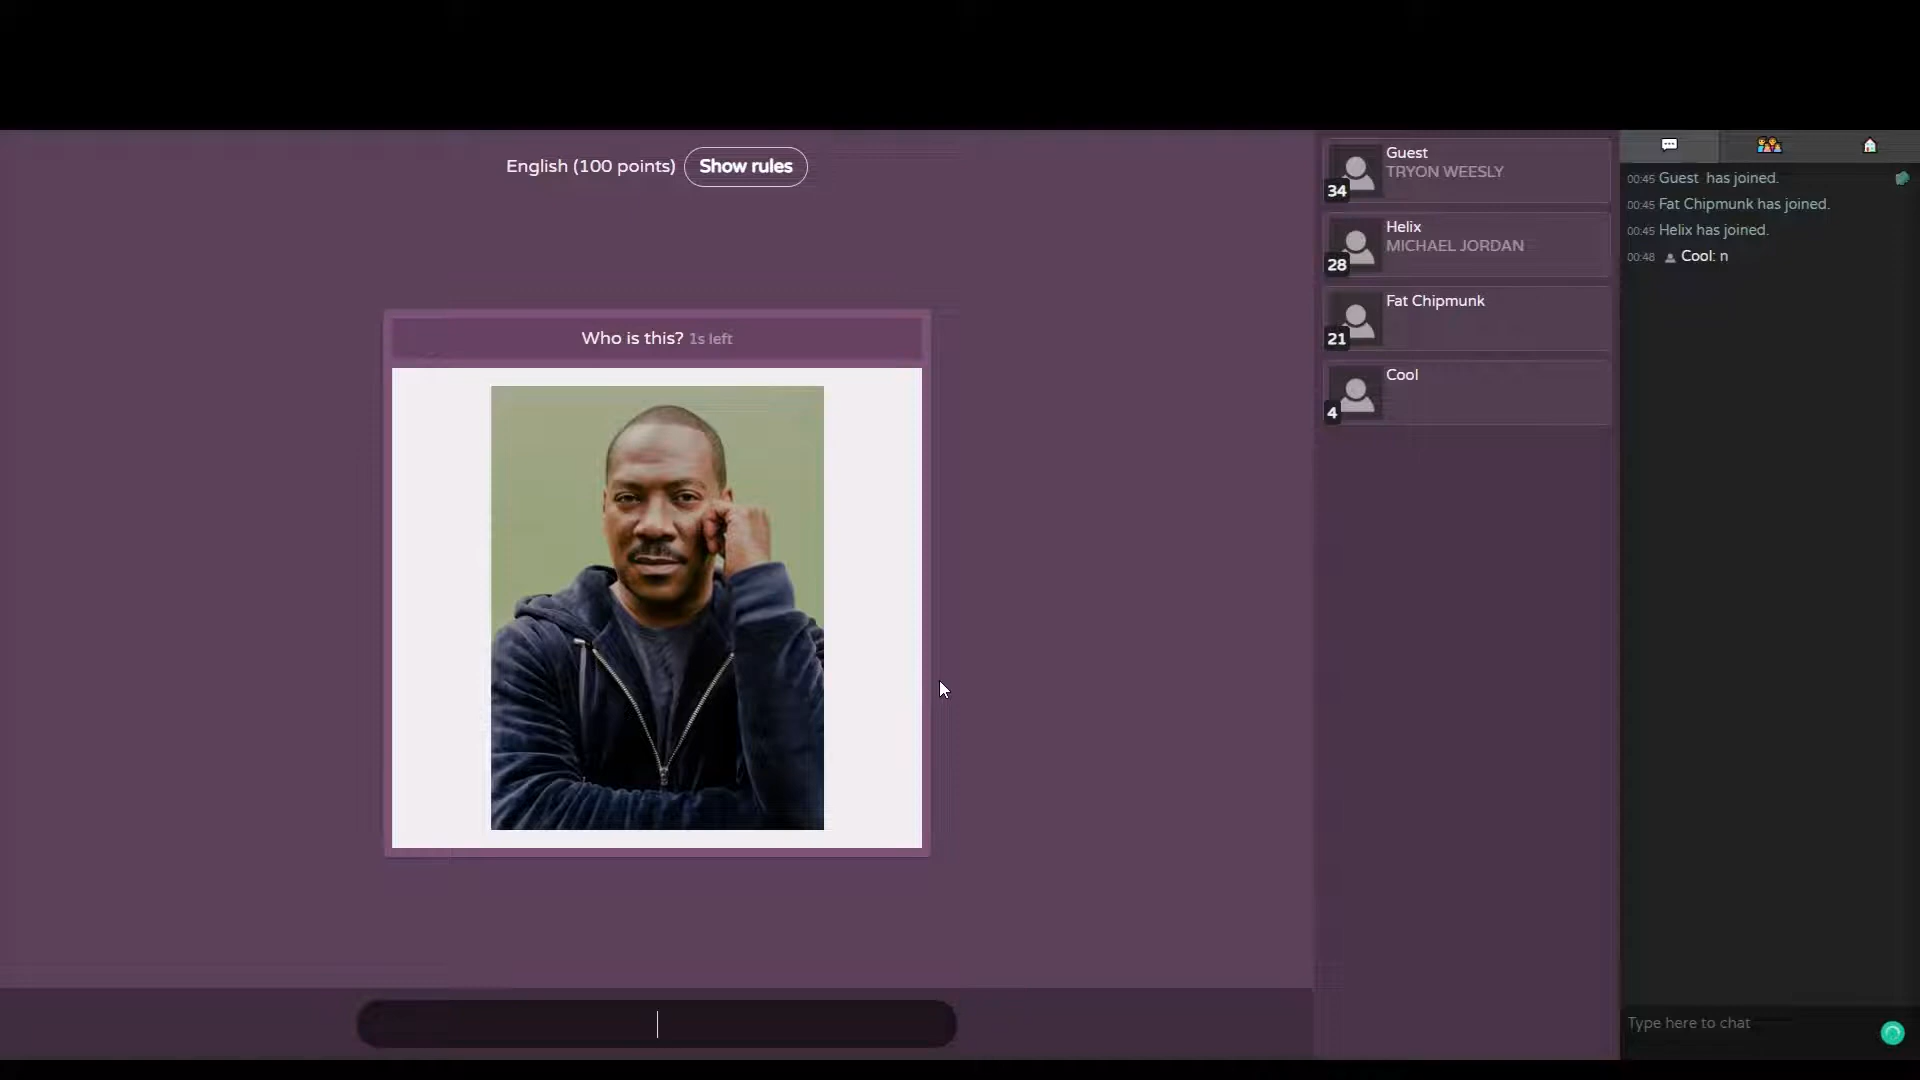 English (100 points) Show rules
Who is this? 1s left
Guest
TRYON WEESLY
34
Helix
MICHAEL JORDAN
28
Fat Chipmunk
21
Cool
4
00:45 Guest has joined.
00:45 Fat Chipmunk has joined.
00:45 Helix has joined.
00:48 Cool: n
Type here to chat